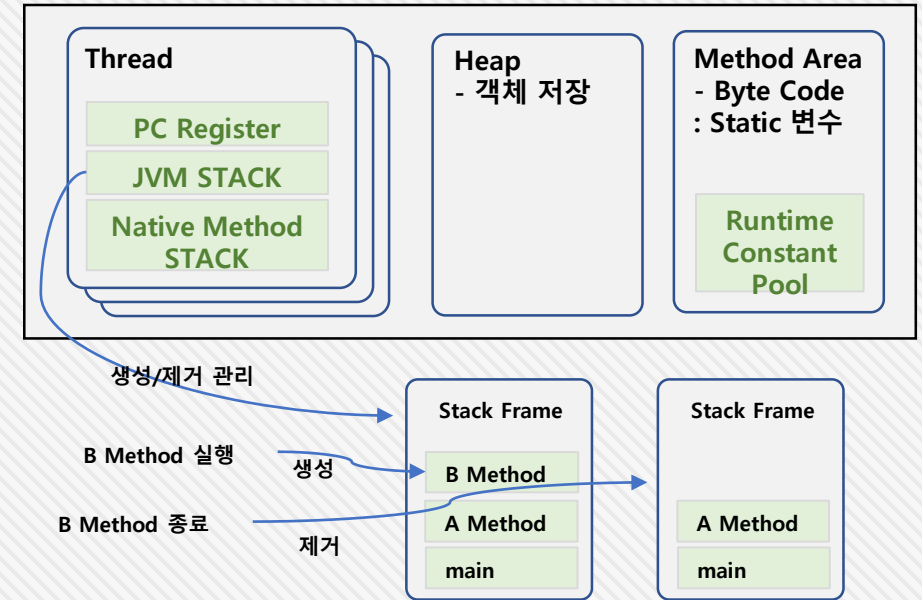 Thread
PC Register
JVM STACK
Native Method
STACK
Heap
- 객체 저장
Method Area
- Byte Code
: Static 변수
Runtime
Constant
Pool
생성/제거 관리
B Method 실행
생성
B Method 종료
제거
Stack Frame
B Method
A Method
main
Stack Frame
A Method
main